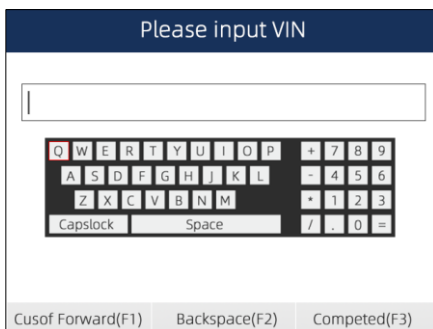 Please input VIN
Q W E R T Y U I O P + 7 8 9
A S D F G H J K L - 4 5 6
Z X C V B N M * 1 2 3
Capslock Space / . 0 =
Cusof Forward(F1) Backspace(F2) Competed(F3)